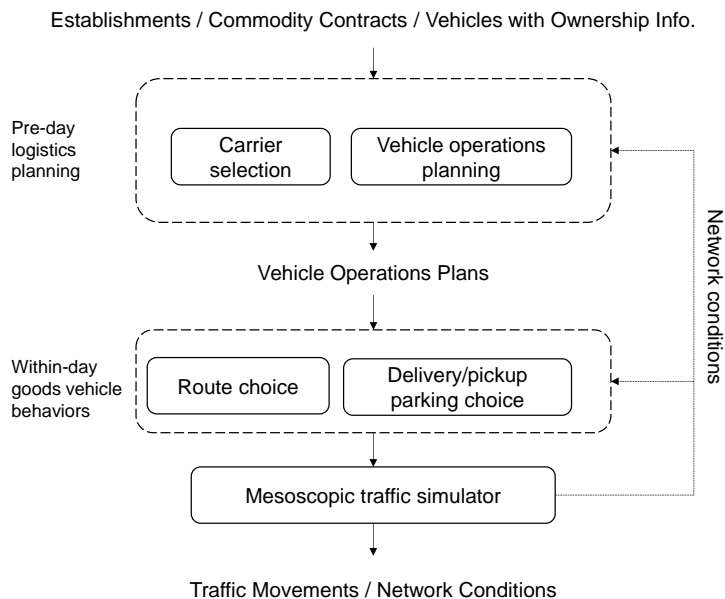 Establishments / Commodity Contracts / Vehicles with Ownership Info.
Pre-day
logistics
planning
Carrier
selection
Vehicle operations
planning
Network conditions
Vehicle Operations Plans
Within-day
goods vehicle
behaviors
Route choice
Delivery/pickup
parking choice
Mesoscopic traffic simulator
Traffic Movements / Network Conditions